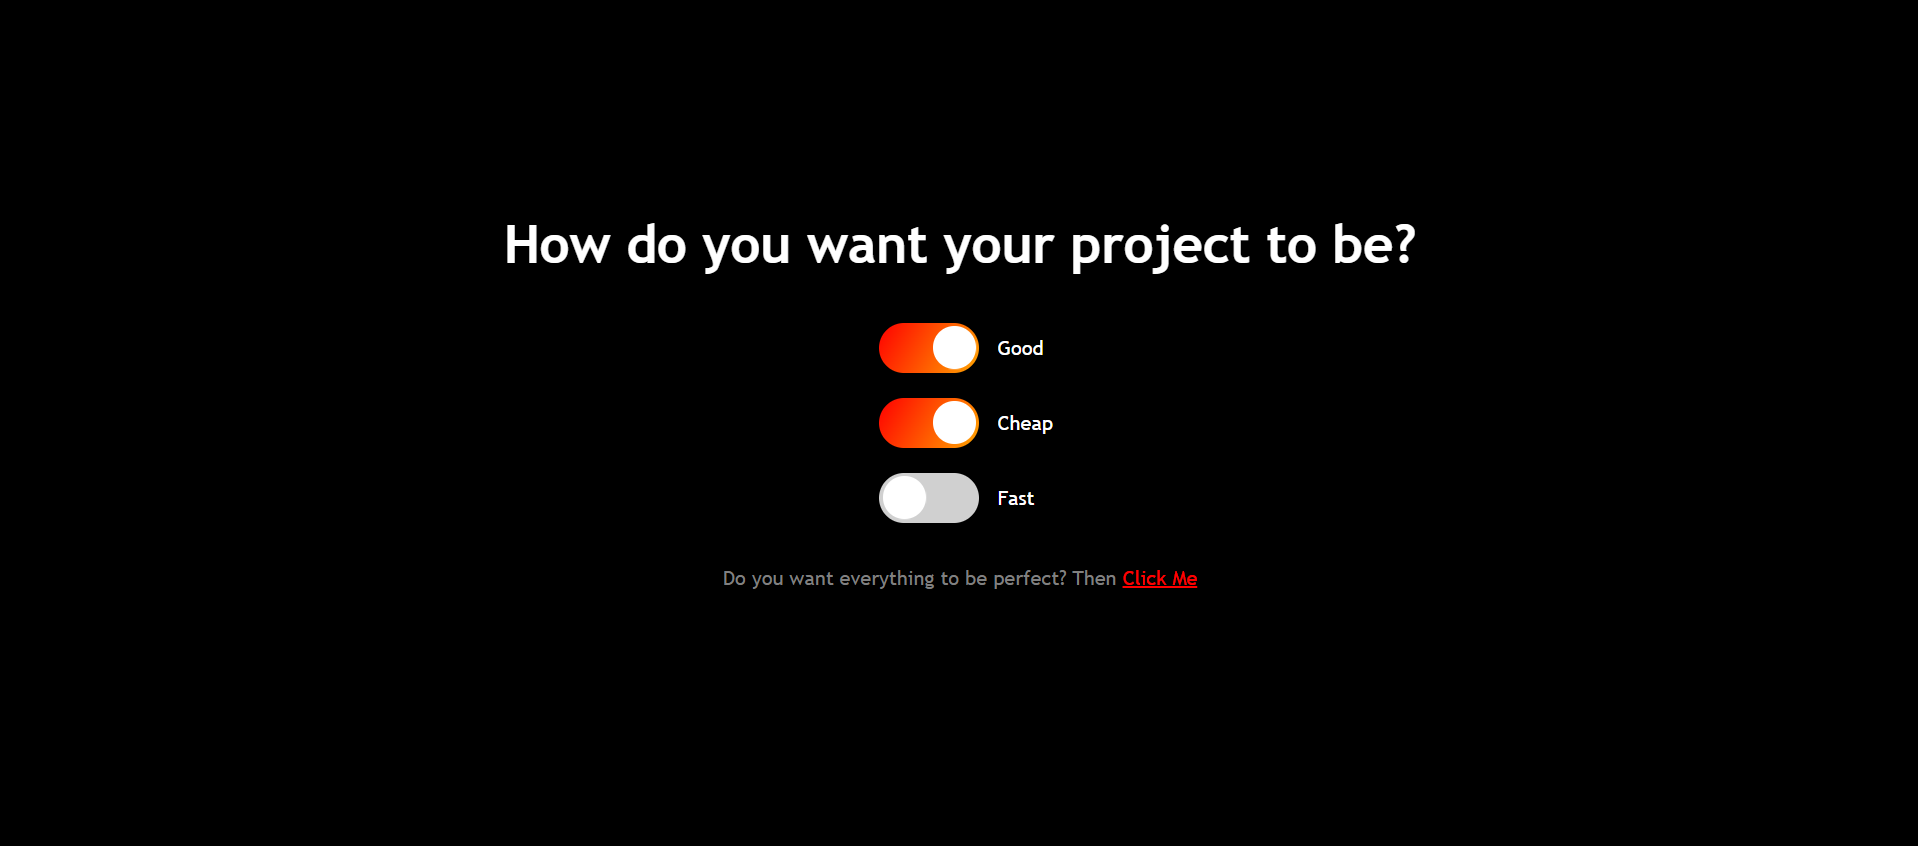 How do you want your project to be?
Good
Cheap
Fast
Do you want everything to be perfect? Then Click Me